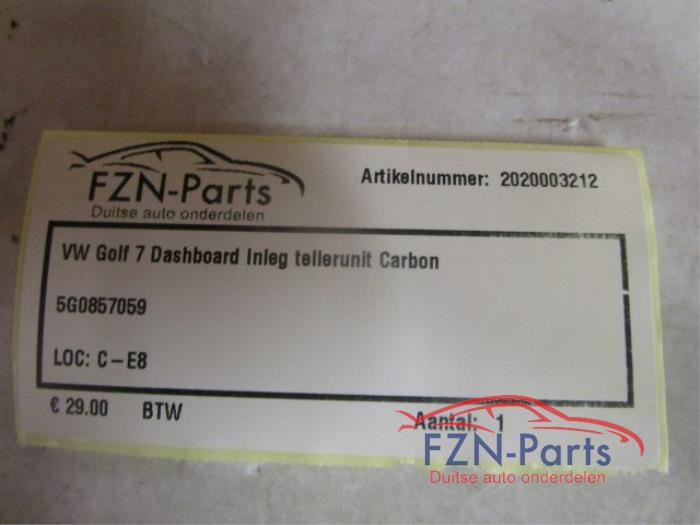 FZN-Parts
Duitse auto onderdelen
Artikelnummer: 2020003212
VW Golf 7 Dashboard Inleg tellerunit Carbon
5G0857059
LOC: C-E8
€ 29.00 BTW
Aantal: 1
FZN-Parts
Duitse auto onderdelen